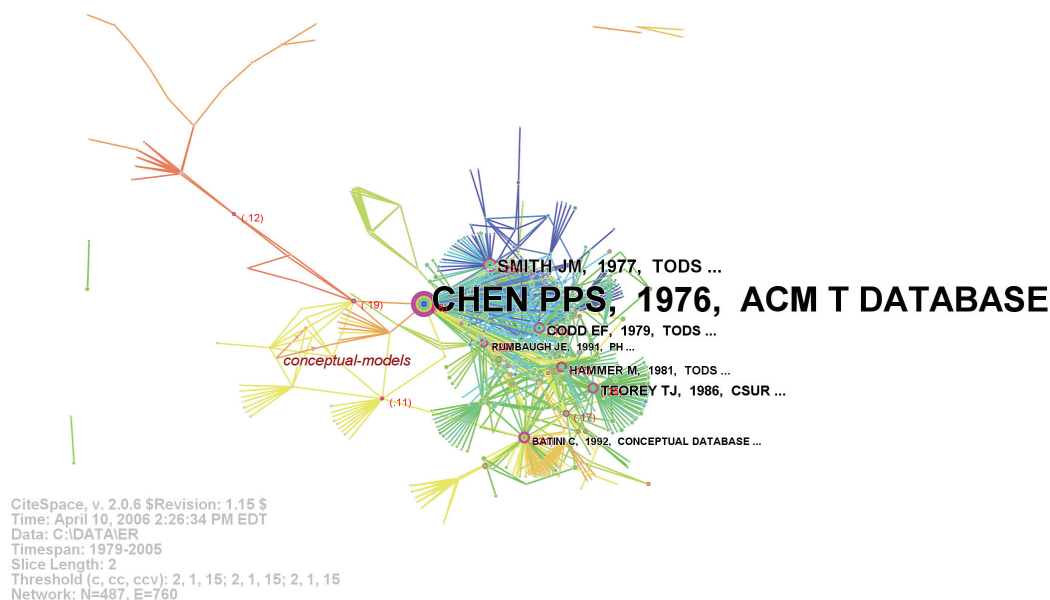 (.12)
SMITH JM, 1977, TODS ...
(.19)
CHEN PPS, 1976, ACM T DATABASE
CODD EF, 1979, TODS ...
RUMBAUGH JE, 1991, PH ...
conceptual-models
HAMMER M, 1981, TODS ...
TEOREY TJ, 1986, CSUR ...
(.11)
(.17)
BATINI C, 1992, CONCEPTUAL DATABASE ...
CiteSpace, v. 2.0.6 $Revision: 1.15 $
Time: April 10, 2006 2:26:34 PM EDT
Data: C:\DATA\ER
Timespan: 1979-2005
Slice Length: 2
Threshold (c, cc, ccv): 2, 1, 15; 2, 1, 15; 2, 1, 15
Network: N=487, E=760